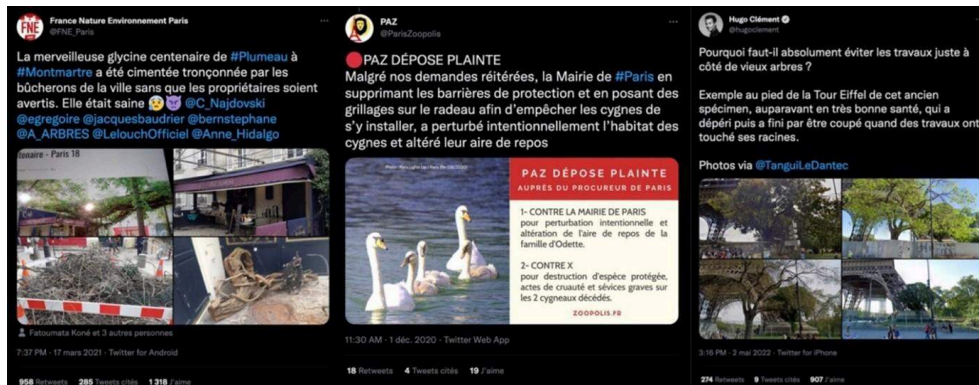 France Nature Environnement Paris
@FNE_Paris
La merveilleuse glycine centenaire de #Plumeau à
#Montmartre a été cimentée tronçonnée par les
bûcherons de la ville sans que les propriétaires soient
avertis. Elle était saine 😰👿 @C_Najdovski
@egregoire @jacquesbaudrier @bernstephane
@A_ARBRES @LelouchOfficiel @Anne_Hidalgo
tenaire - Paris 18
Fatoumata Koné et 3 autres personnes
7:37 PM · 17 mars 2021 · Twitter for Android
958 Retweets 285 Tweets cités 1 318 J'aime
PAZ
@ParisZoopolis
🔴PAZ DÉPOSE PLAINTE
Malgré nos demandes réitérées, la Mairie de #Paris en
supprimant les barrières de protection et en posant des
grillages sur le radeau afin d'empêcher les cygnes de
s'y installer, a perturbé intentionnellement l'habitat des
cygnes et altéré leur aire de repos
PAZ DÉPOSE PLAINTE
AUPRÈS DU PROCUREUR DE PARIS
1- CONTRE LA MAIRIE DE PARIS
pour perturbation intentionnelle et
altération de l'aire de repos de la
famille d'Odette.
2- CONTRE X
pour destruction d'espèce protégée,
actes de cruauté et sévices graves sur
les 2 cygneaux décédés.
ZOOPOLIS.FR
11:30 AM · 1 déc. 2020 · Twitter Web App
18 Retweets 4 Tweets cités 19 J'aime
Hugo Clément
@hugoclement
Pourquoi faut-il absolument éviter les travaux juste à
côté de vieux arbres ?
Exemple au pied de la Tour Eiffel de cet ancien
spécimen, auparavant en très bonne santé, qui a
dépéri puis a fini par être coupé quand des travaux ont
touché ses racines.
Photos via @TanguiLeDantec
3:16 PM · 2 mai 2022 · Twitter for iPhone
274 Retweets 9 Tweets cités 907 J'aime